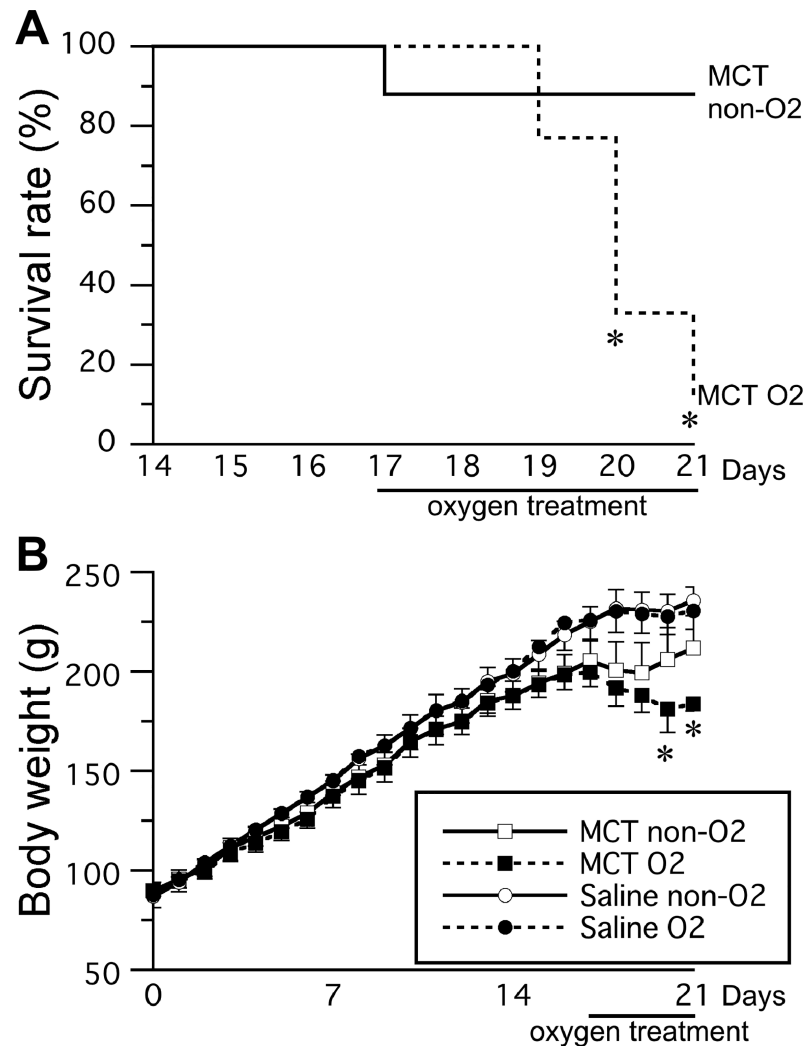 A
Survival rate (%)
100
80
60
40
20
0
14 15 16 17 18 19 20 21 Days
MCT
non-O2
*
MCT O2
*
oxygen treatment
B
Body weight (g)
250
200
150
100
50
* *
MCT non-O2
MCT O2
Saline non-O2
Saline O2
0 7 14 21 Days
oxygen treatment